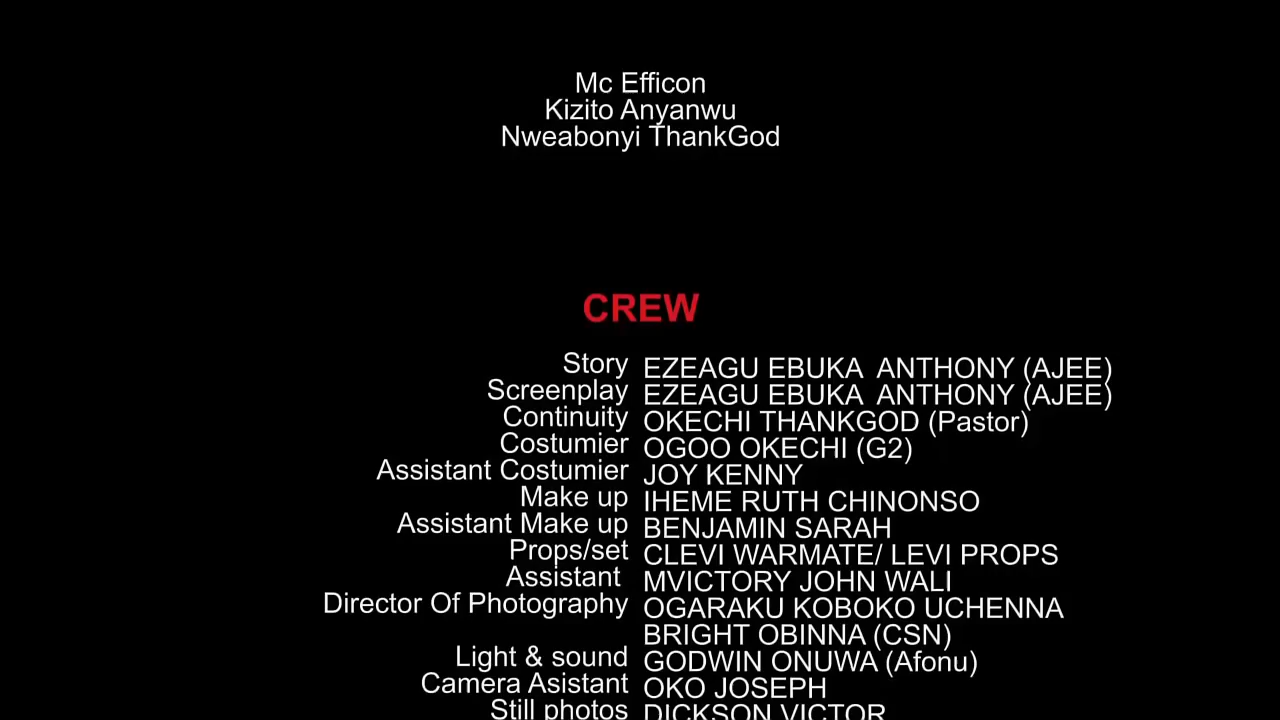 Mc Efficon
Kizito Anyanwu
Nweabonyi ThankGod
CREW
Story EZEAGU EBUKA ANTHONY (AJEE)
Screenplay EZEAGU EBUKA ANTHONY (AJEE)
Continuity OKECHI THANKGOD (Pastor)
Costumier OGOO OKECHI (G2)
Assistant Costumier JOY KENNY
Make up IHEME RUTH CHINONSO
Assistant Make up BENJAMIN SARAH
Props/set CLEVI WARMATE/ LEVI PROPS
Assistant MVICTORY JOHN WALI
Director Of Photography OGARAKU KOBOKO UCHENNA
BRIGHT OBINNA (CSN)
Light & sound GODWIN ONUWA (Afonu)
Camera Asistant OKO JOSEPH
Still photos DICKSON VICTOR